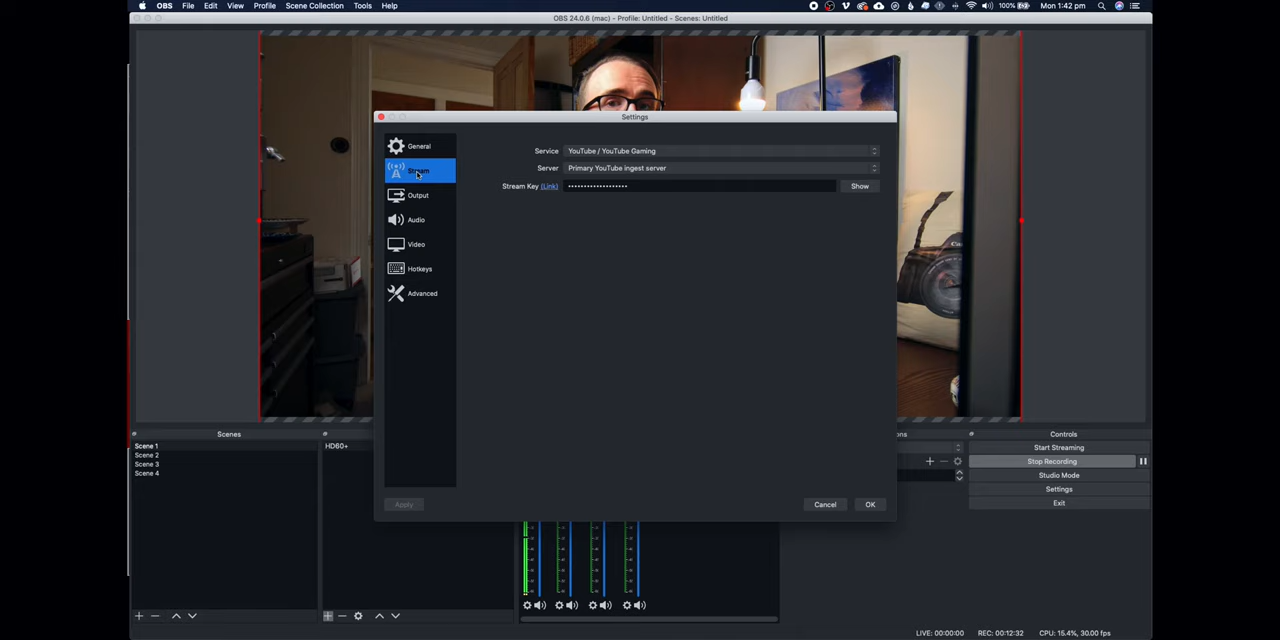 OBS File Edit View Profile Scene Collection Tools Help
100% Mon 1:42 pm
OBS 24.0.6 (mac) - Profile: Untitled - Scenes: Untitled
Settings
General
Stream
Output
Audio
Video
Hotkeys
Advanced
Service YouTube / YouTube Gaming
Server Primary YouTube ingest server
Stream Key (Link) •••••••••••••••••••• Show
Apply
Cancel OK
Scenes
Scene 1
Scene 2
Scene 3
Scene 4
HD60+
ons
Controls
Start Streaming
Stop Recording
Studio Mode
Settings
Exit
LIVE: 00:00:00 REC: 00:12:32 CPU: 15.4%, 30.00 fps